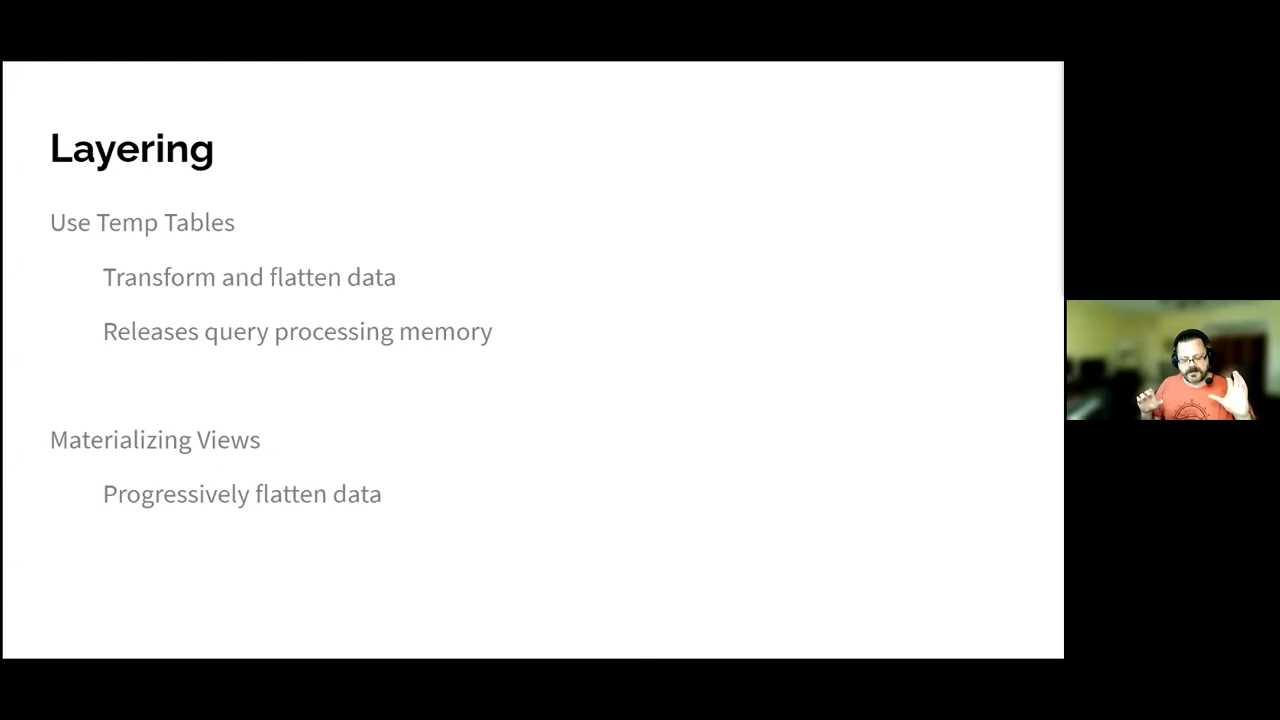 Layering
Use Temp Tables
Transform and flatten data
Releases query processing memory
Materializing Views
Progressively flatten data